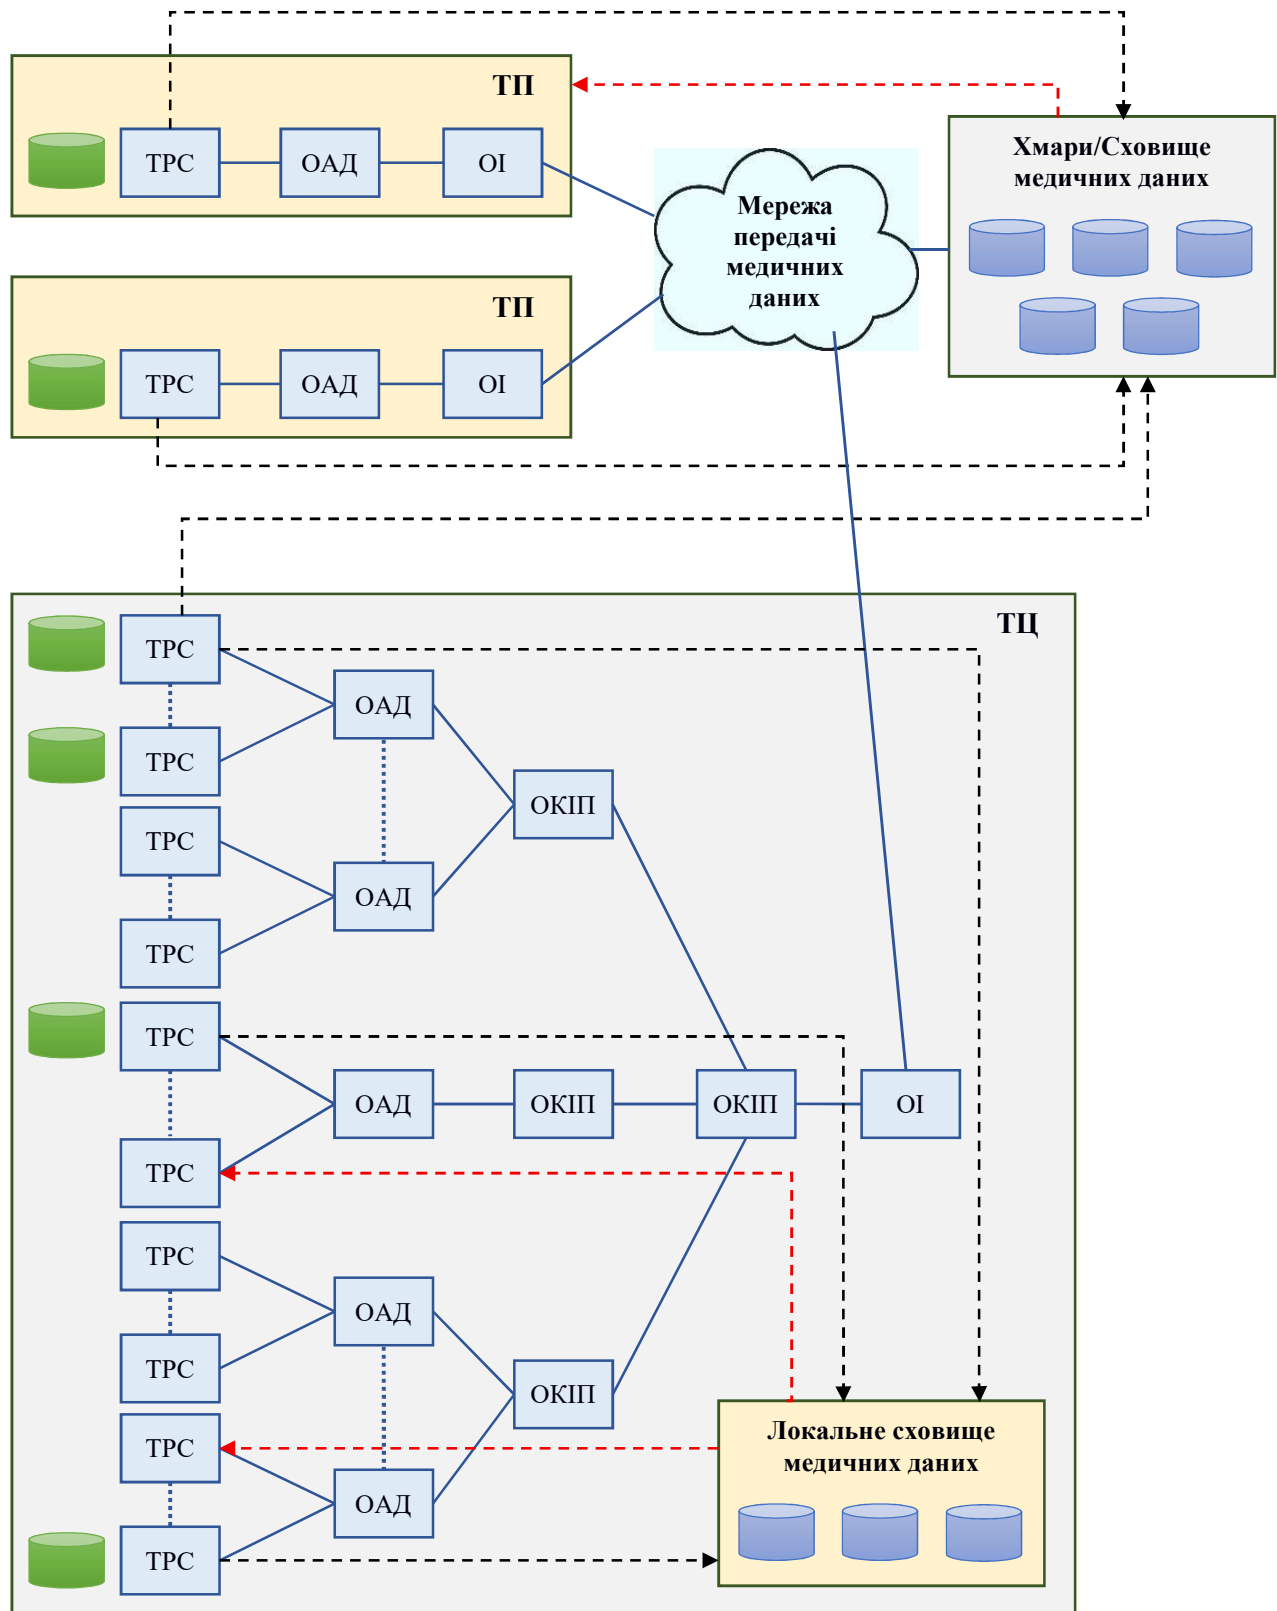 ТП
ТРС
ОАД
ОІ
Хмари/Сховище
медичних даних
Мережа
передачі
медичних
даних
ТП
ТРС
ОАД
ОІ
ТЦ
ТРС
ОАД
ТРС
ОКІП
ТРС
ОАД
ТРС
ТРС
ОАД
ОКІП
ОКІП
ОІ
ТРС
ТРС
ОАД
ТРС
ОКІП
ТРС
Локальне сховище
медичних даних
ОАД
ТРС